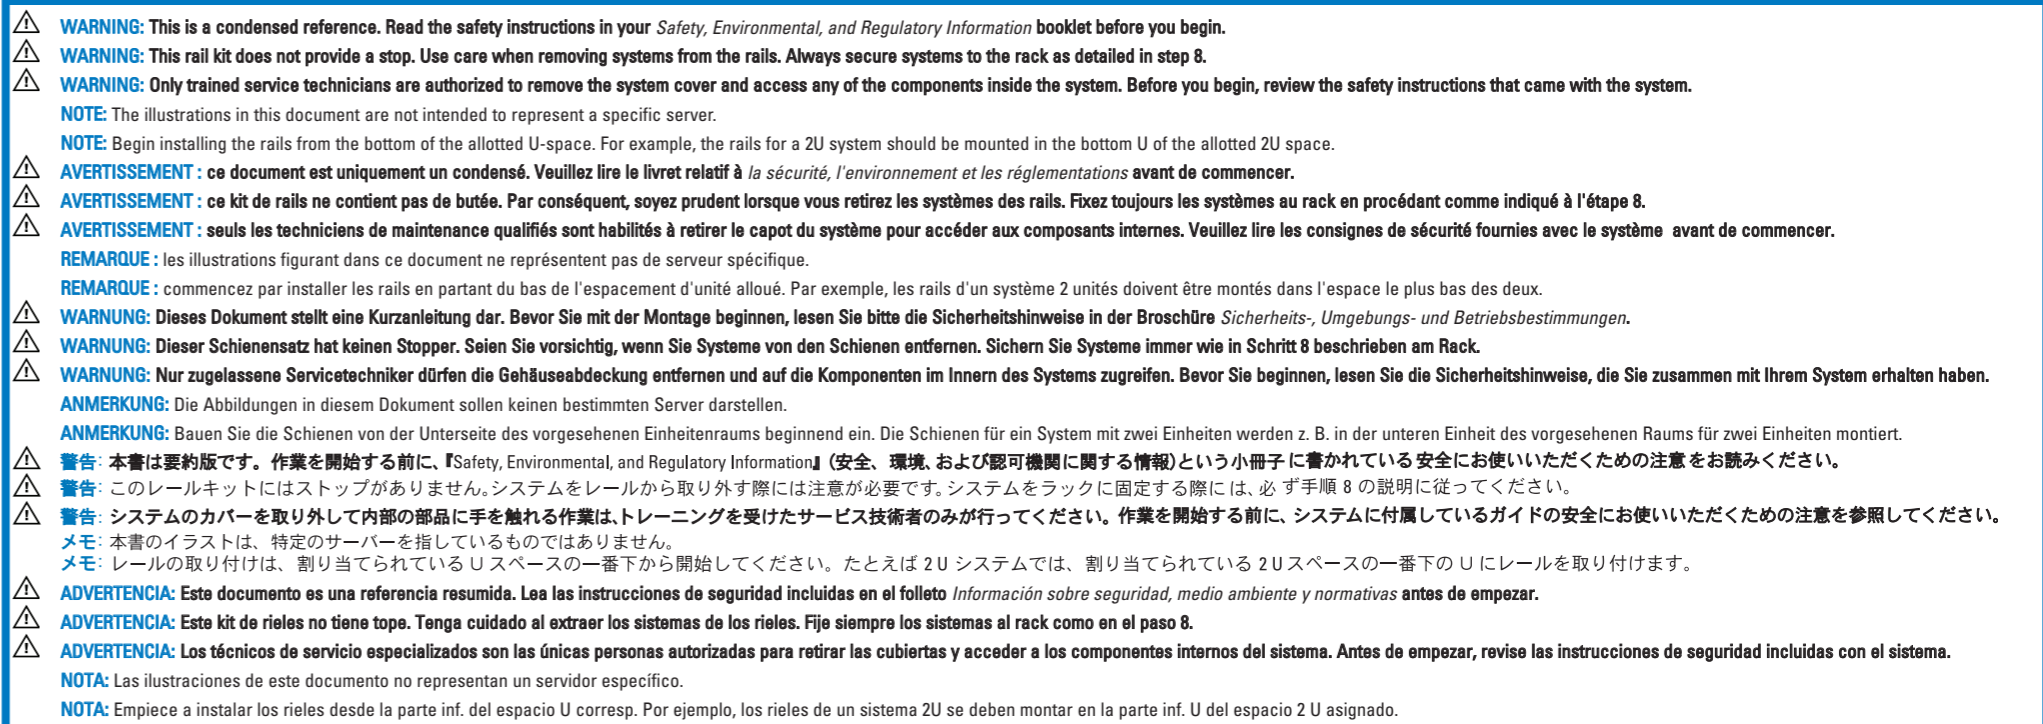 WARNING: This is a condensed reference. Read the safety instructions in your Safety, Environmental, and Regulatory Information booklet before you begin.
WARNING: This rail kit does not provide a stop. Use care when removing systems from the rails. Always secure systems to the rack as detailed in step 8.
WARNING: Only trained service technicians are authorized to remove the system cover and access any of the components inside the system. Before you begin, review the safety instructions that came with the system.
NOTE: The illustrations in this document are not intended to represent a specific server.
NOTE: Begin installing the rails from the bottom of the allotted U-space. For example, the rails for a 2U system should be mounted in the bottom U of the allotted 2U space.
AVERTISSEMENT : ce document est uniquement un condensé. Veuillez lire le livret relatif à la sécurité, l'environnement et les réglementations avant de commencer.
AVERTISSEMENT : ce kit de rails ne contient pas de butée. Par conséquent, soyez prudent lorsque vous retirez les systèmes des rails. Fixez toujours les systèmes au rack en procédant comme indiqué à l'étape 8.
AVERTISSEMENT : seuls les techniciens de maintenance qualifiés sont habilités à retirer le capot du système pour accéder aux composants internes. Veuillez lire les consignes de sécurité fournies avec le système avant de commencer.
REMARQUE : les illustrations figurant dans ce document ne représentent pas de serveur spécifique.
REMARQUE : commencez par installer les rails en partant du bas de l'espacement d'unité alloué. Par exemple, les rails d'un système 2 unités doivent être montés dans l'espace le plus bas des deux.
WARNUNG: Dieses Dokument stellt eine Kurzanleitung dar. Bevor Sie mit der Montage beginnen, lesen Sie bitte die Sicherheitshinweise in der Broschüre Sicherheits-, Umgebungs- und Betriebsbestimmungen.
WARNUNG: Dieser Schienensatz hat keinen Stopper. Seien Sie vorsichtig, wenn Sie Systeme von den Schienen entfernen. Sichern Sie Systeme immer wie in Schritt 8 beschrieben am Rack.
WARNUNG: Nur zugelassene Servicetechniker dürfen die Gehäuseabdeckung entfernen und auf die Komponenten im Innern des Systems zugreifen. Bevor Sie beginnen, lesen Sie die Sicherheitshinweise, die Sie zusammen mit Ihrem System erhalten haben.
ANMERKUNG: Die Abbildungen in diesem Dokument sollen keinen bestimmten Server darstellen.
ANMERKUNG: Bauen Sie die Schienen von der Unterseite des vorgesehenen Einheitenraums beginnend ein. Die Schienen für ein System mit zwei Einheiten werden z. B. in der unteren Einheit des vorgesehenen Raums für zwei Einheiten montiert.
警告: 本書は要約版です。作業を開始する前に、『Safety, Environmental, and Regulatory Information』（安全、環境、および認可機関に関する情報）という小冊子に書かれている安全にお使いいただくための注意をお読みください。
警告: このレールキットにはストップがありません。システムをレールから取り外す際には注意が必要です。システムをラックに固定する際には、必ず手順 8 の説明に従ってください。
警告: システムのカバーを取り外して内部の部品に手を触れる作業は、トレーニングを受けたサービス技術者のみが行ってください。作業を開始する前に、システムに付属しているガイドの安全にお使いいただくための注意を参照してください。
メモ: 本書のイラストは、特定のサーバーを指しているものではありません。
メモ: レールの取り付けは、割り当てられている U スペースの一番下から開始してください。たとえば 2 U システムでは、割り当てられている 2 U スペースの一番下の U にレールを取り付けます。
ADVERTENCIA: Este documento es una referencia resumida. Lea las instrucciones de seguridad incluidas en el folleto Información sobre seguridad, medio ambiente y normativas antes de empezar.
ADVERTENCIA: Este kit de rieles no tiene tope. Tenga cuidado al extraer los sistemas de los rieles. Fije siempre los sistemas al rack como en el paso 8.
ADVERTENCIA: Los técnicos de servicio especializados son las únicas personas autorizadas para retirar las cubiertas y acceder a los componentes internos del sistema. Antes de empezar, revise las instrucciones de seguridad incluidas con el sistema.
NOTA: Las ilustraciones de este documento no representan un servidor específico.
NOTA: Empiece a instalar los rieles desde la parte inf. del espacio U corresp. Por ejemplo, los rieles de un sistema 2U se deben montar en la parte inf. U del espacio 2 U asignado.